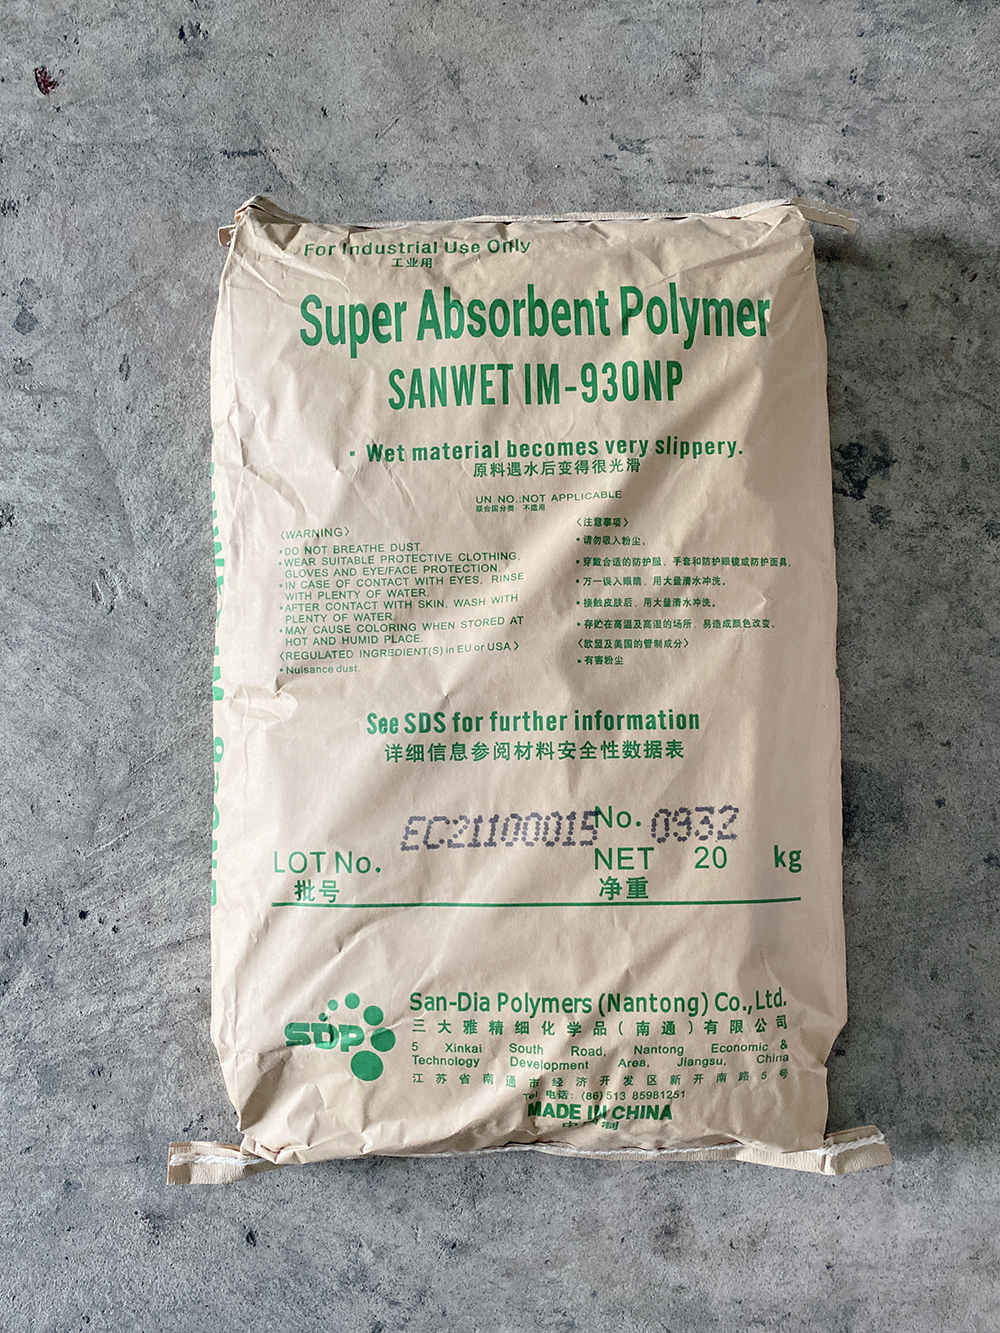 For Industrial Use Only
工业用
Super Absorbent Polymer
SANWET IM-930NP
▪ Wet material becomes very slippery.
原料遇水后变得很光滑
UN NO.:NOT APPLICABLE
联合国分类 不适用
〈WARNING〉
▪DO NOT BREATHE DUST.
▪WEAR SUITABLE PROTECTIVE CLOTHING,
GLOVES AND EYE/FACE PROTECTION.
▪IN CASE OF CONTACT WITH EYES, RINSE
WITH PLENTY OF WATER.
▪AFTER CONTACT WITH SKIN, WASH WITH
PLENTY OF WATER.
▪MAY CAUSE COLORING WHEN STORED AT
HOT AND HUMID PLACE.
〈REGULATED INGREDIENT(S) in EU or USA〉
▪Nuisance dust.
〈注意事项〉
▪请勿吸入粉尘。
▪穿戴合适的防护服、手套和防护眼镜或防护面具。
▪万一误入眼睛，用大量清水冲洗。
▪接触皮肤后，用大量清水冲洗。
▪存贮在高温及高湿的场所，易造成颜色改变。
〈欧盟及美国的管制成分〉
▪有害粉尘
See SDS for further information
详细信息参阅材料安全性数据表
LOT No. EC21100015 No. 0932
批号
NET 20 kg
净重
SDP
San-Dia Polymers (Nantong) Co., Ltd.
三大雅精细化学品（南通）有限公司
5 Xinkai South Road, Nantong Economic &
Technology Development Area, Jiangsu, China
江苏省南通市经济开发区新开南路5号
Tel 电话: (86) 513 85981251
MADE IN CHINA